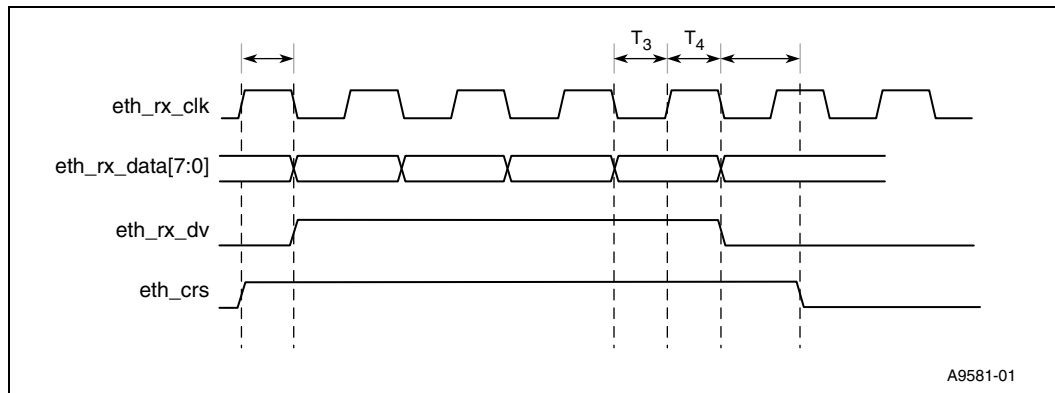 T3 T4
eth_rx_clk
eth_rx_data[7:0]
eth_rx_dv
eth_crs
A9581-01